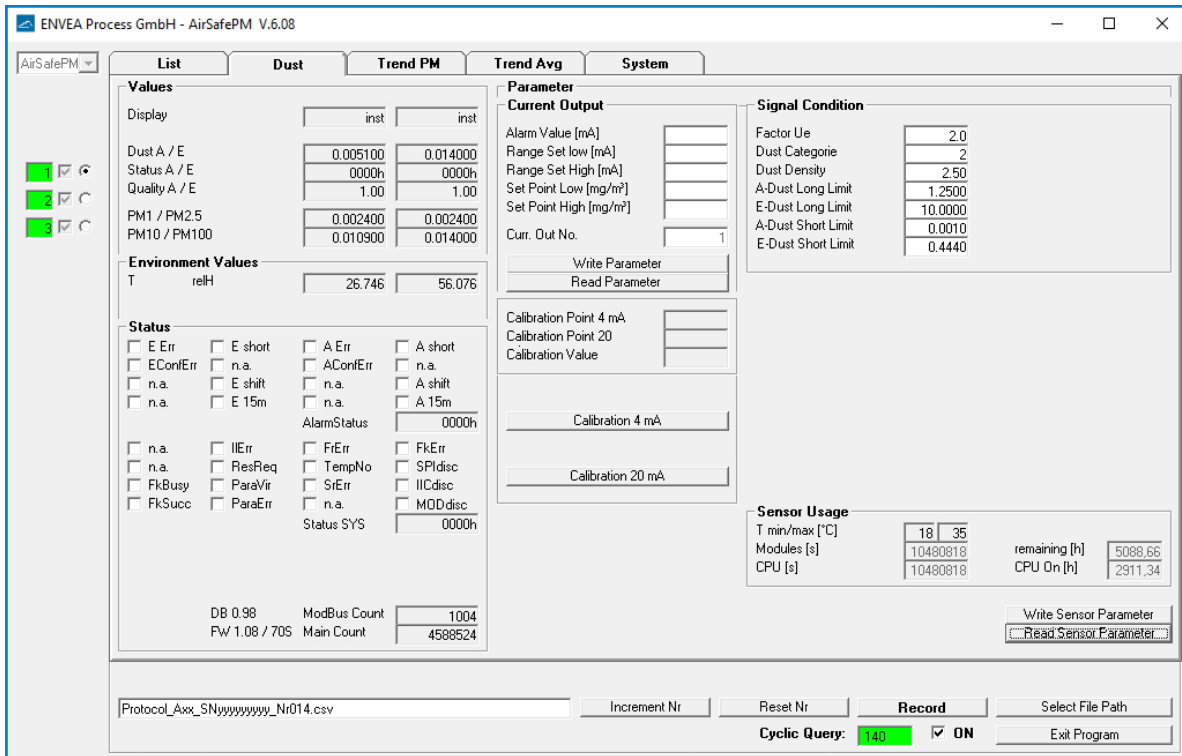 ENVEA Process GmbH - AirSafePM V.6.08
AirSafePM
List Dust Trend PM Trend Avg System
1
2
3
Values
Display inst inst
Dust A / E 0.005100 0.014000
Status A / E 0000h 0000h
Quality A / E 1.00 1.00
PM1 / PM2.5 0.002400 0.002400
PM10 / PM100 0.010900 0.014000
Environment Values
T relH 26.746 56.076
Status
E Err E short A Err A short
EConfErr n.a. AConfErr n.a.
n.a. E shift n.a. A shift
n.a. E 15m n.a. A 15m
AlarmStatus 0000h
n.a. IIErr FrErr FkErr
n.a. ResReq TempNo SPIdisc
FkBusy ParaVir SrErr IICdisc
FkSucc ParaErr n.a. MODdisc
Status SYS 0000h
DB 0.98 ModBus Count 1004
FW 1.08 / 70S Main Count 4588524
Parameter
Current Output
Alarm Value [mA]
Range Set low [mA]
Range Set High [mA]
Set Point Low [mg/m³]
Set Point High [mg/m³]
Curr. Out No. 1
Write Parameter
Read Parameter
Calibration Point 4 mA
Calibration Point 20
Calibration Value
Calibration 4 mA
Calibration 20 mA
Signal Condition
Factor Ue 2.0
Dust Categorie 2
Dust Density 2.50
A-Dust Long Limit 1.2500
E-Dust Long Limit 10.0000
A-Dust Short Limit 0.0010
E-Dust Short Limit 0.4440
Sensor Usage
T min/max [°C] 18 35
Modules [s] 10480818 remaining [h] 5088,66
CPU [s] 10480818 CPU On [h] 2911,34
Write Sensor Parameter
Read Sensor Parameter
Protocol_Axx_SNyyyyyyyyy_Nr014.csv Increment Nr Reset Nr Record Select File Path
Cyclic Query: 140 ON Exit Program